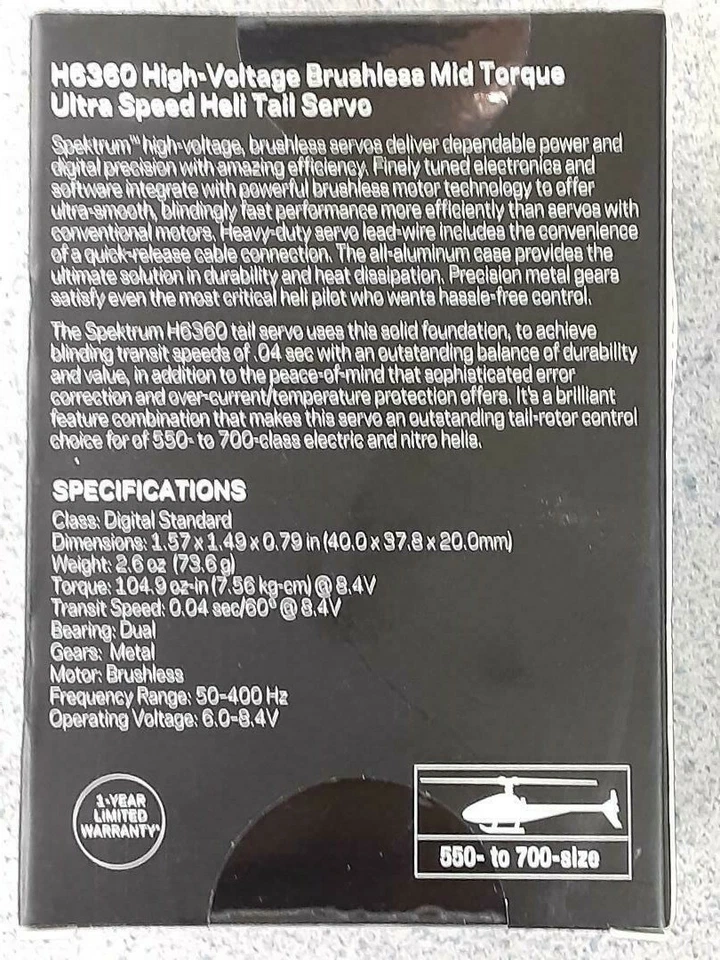 H6360 High-Voltage Brushless Mid Torque
Ultra Speed Heli Tail Servo
Spektrum™ high-voltage, brushless servos deliver dependable power and
digital precision with amazing efficiency. Finely tuned electronics and
software integrate with powerful brushless motor technology to offer
ultra-smooth, blindingly fast performance more efficiently than servos with
conventional motors. Heavy-duty servo lead-wire includes the convenience
of a quick-release cable connection. The all-aluminum case provides the
ultimate solution in durability and heat dissipation. Precision metal gears
satisfy even the most critical heli pilot who wants hassle-free control.
The Spektrum H6360 tail servo uses this solid foundation, to achieve
blinding transit speeds of .04 sec with an outstanding balance of durability
and value, in addition to the peace-of-mind that sophisticated error
correction and over-current/temperature protection offers. It's a brilliant
feature combination that makes this servo an outstanding tail-rotor control
choice for of 550- to 700-class electric and nitro helis.
SPECIFICATIONS
Class: Digital Standard
Dimensions: 1.57 x 1.49 x 0.79 in (40.0 x 37.8 x 20.0mm)
Weight: 2.6 oz (73.6 g)
Torque: 104.9 oz-in (7.56 kg-cm) @ 8.4V
Transit Speed: 0.04 sec/60° @ 8.4V
Bearing: Dual
Gears: Metal
Motor: Brushless
Frequency Range: 50-400 Hz
Operating Voltage: 6.0-8.4V
1-YEAR
LIMITED
WARRANTY*
550- to 700-size